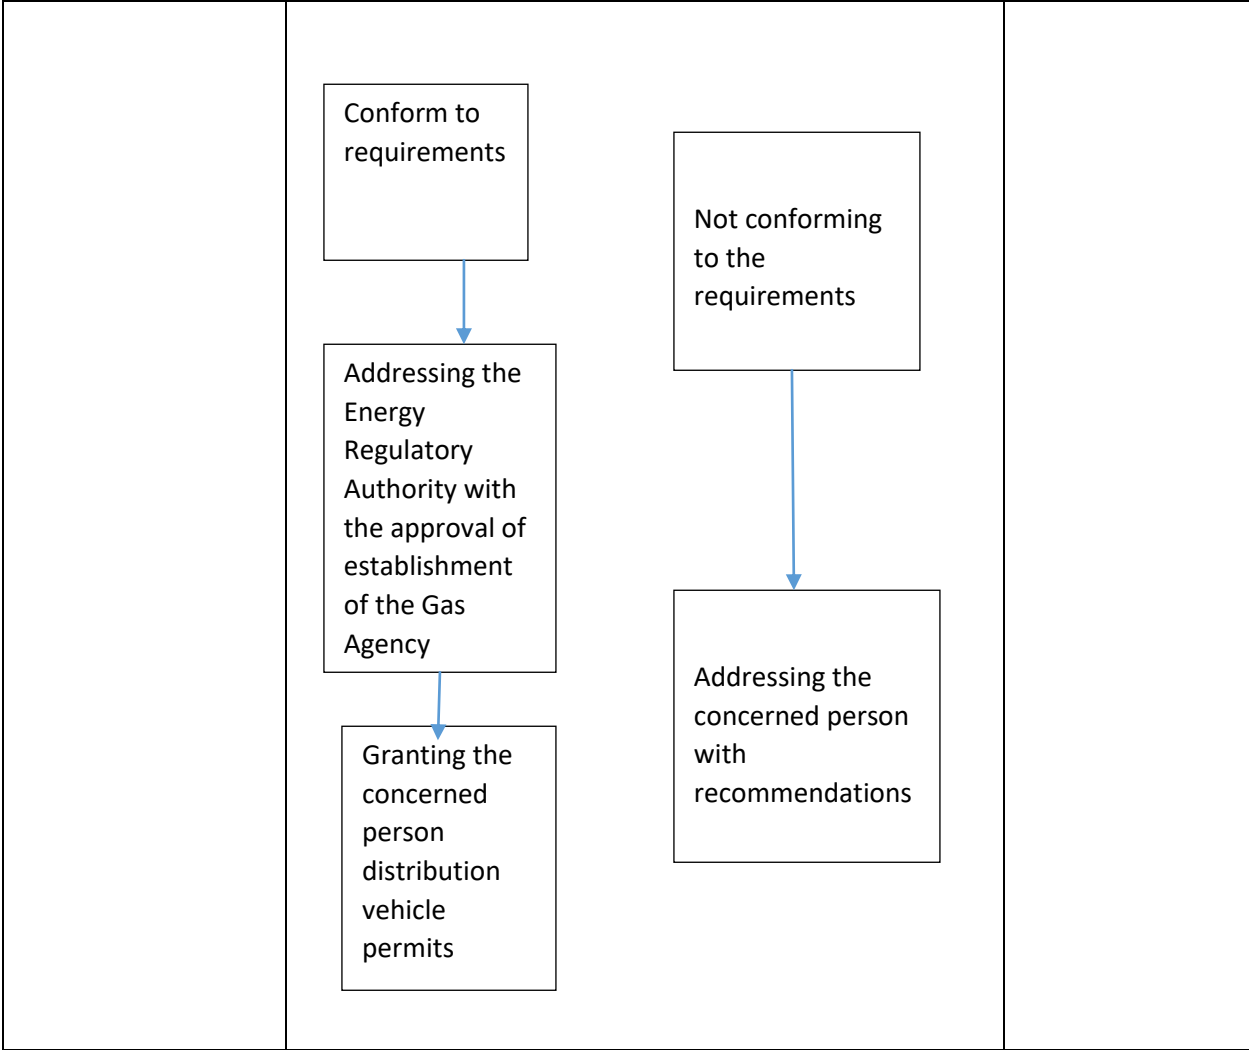 Conform to
requirements
Addressing the
Energy
Regulatory
Authority with
the approval of
establishment
of the Gas
Agency
Granting the
concerned
person
distribution
vehicle
permits
Not conforming
to the
requirements
Addressing the
concerned person
with
recommendations